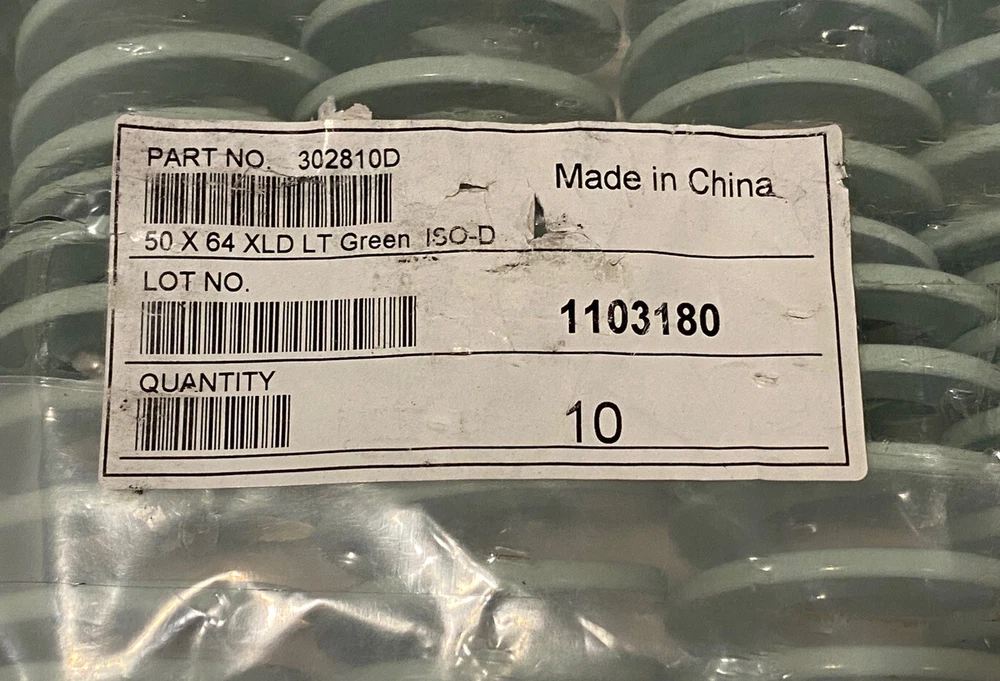 PART NO. 302810D
Made in China
50 X 64 XLD LT Green ISO-D
LOT NO.
1103180
QUANTITY
10